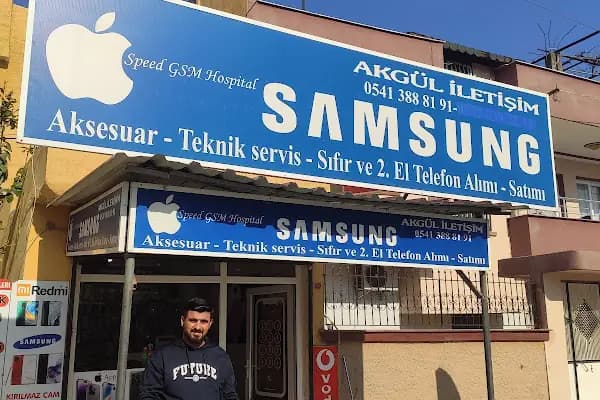 Speed GSM Hospital
AKGÜL İLETİŞİM
0541 388 81 91-
SAMSUNG
Aksesuar - Teknik servis - Sıfır ve 2. El Telefon Alımı - Satımı
Speed GSM Hospital
AKGÜL İLETİŞİM
0541 388 81 91
SAMSUNG
Aksesuar - Teknik servis - Sıfır ve 2. El Telefon Alımı - Satımı
mi Redmi
SAMSUNG
KIRILMAZ CAM
FUTURE